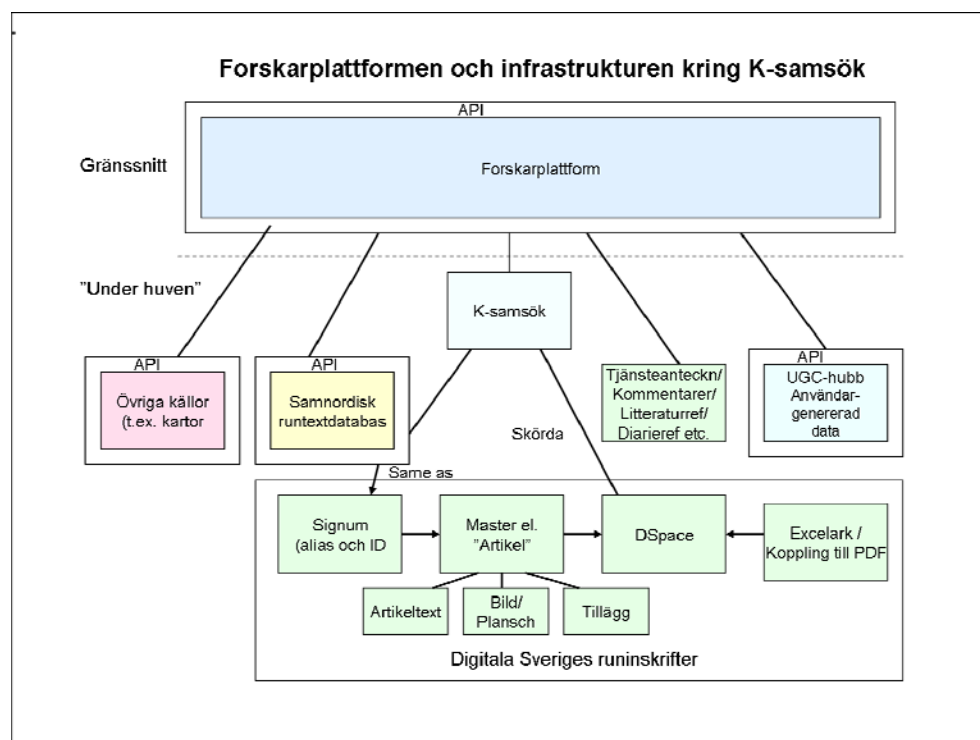 Forskarplattformen och infrastrukturen kring K-samsök
API
Gränssnitt
Forskarplattform
"Under huven"
K-samsök
API
Övriga källor
(t.ex. kartor
API
Samnordisk
runtextdatabas
Tjänsteanteckn/
Kommentarer/
Litteraturref/
Diarieref etc.
API
UGC-hubb
Användar-
genererad
data
Skörda
Same as
Signum
(alias och ID
Master el.
"Artikel"
DSpace
Excelark /
Koppling till PDF
Artikeltext
Bild/
Plansch
Tillägg
Digitala Sveriges runinskrifter